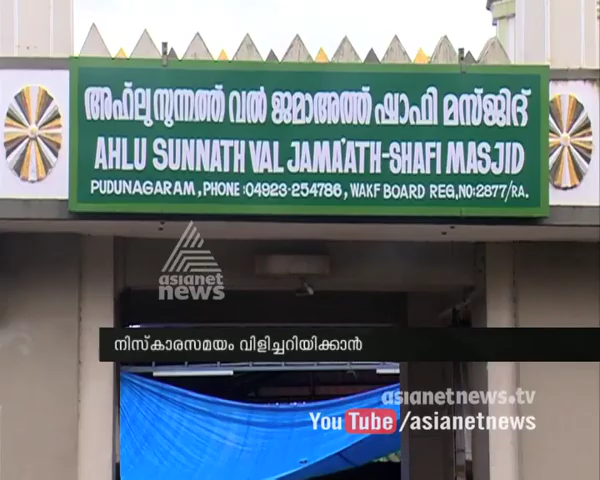 അഹ്ലുസുന്നത്ത് വൽ ജമാഅത്ത് ഷാഫി മസ്ജിദ്
AHLU SUNNATH VAL JAMA'ATH-SHAFI MASJID
PUDUNAGARAM, PHONE:04923-254786, WAKF BOARD REG,NO:2877/RA.
asianet
news
നിസ്കാരസമയം വിളിച്ചറിയിക്കാൻ
asianetnews.tv
YouTube/asianetnews